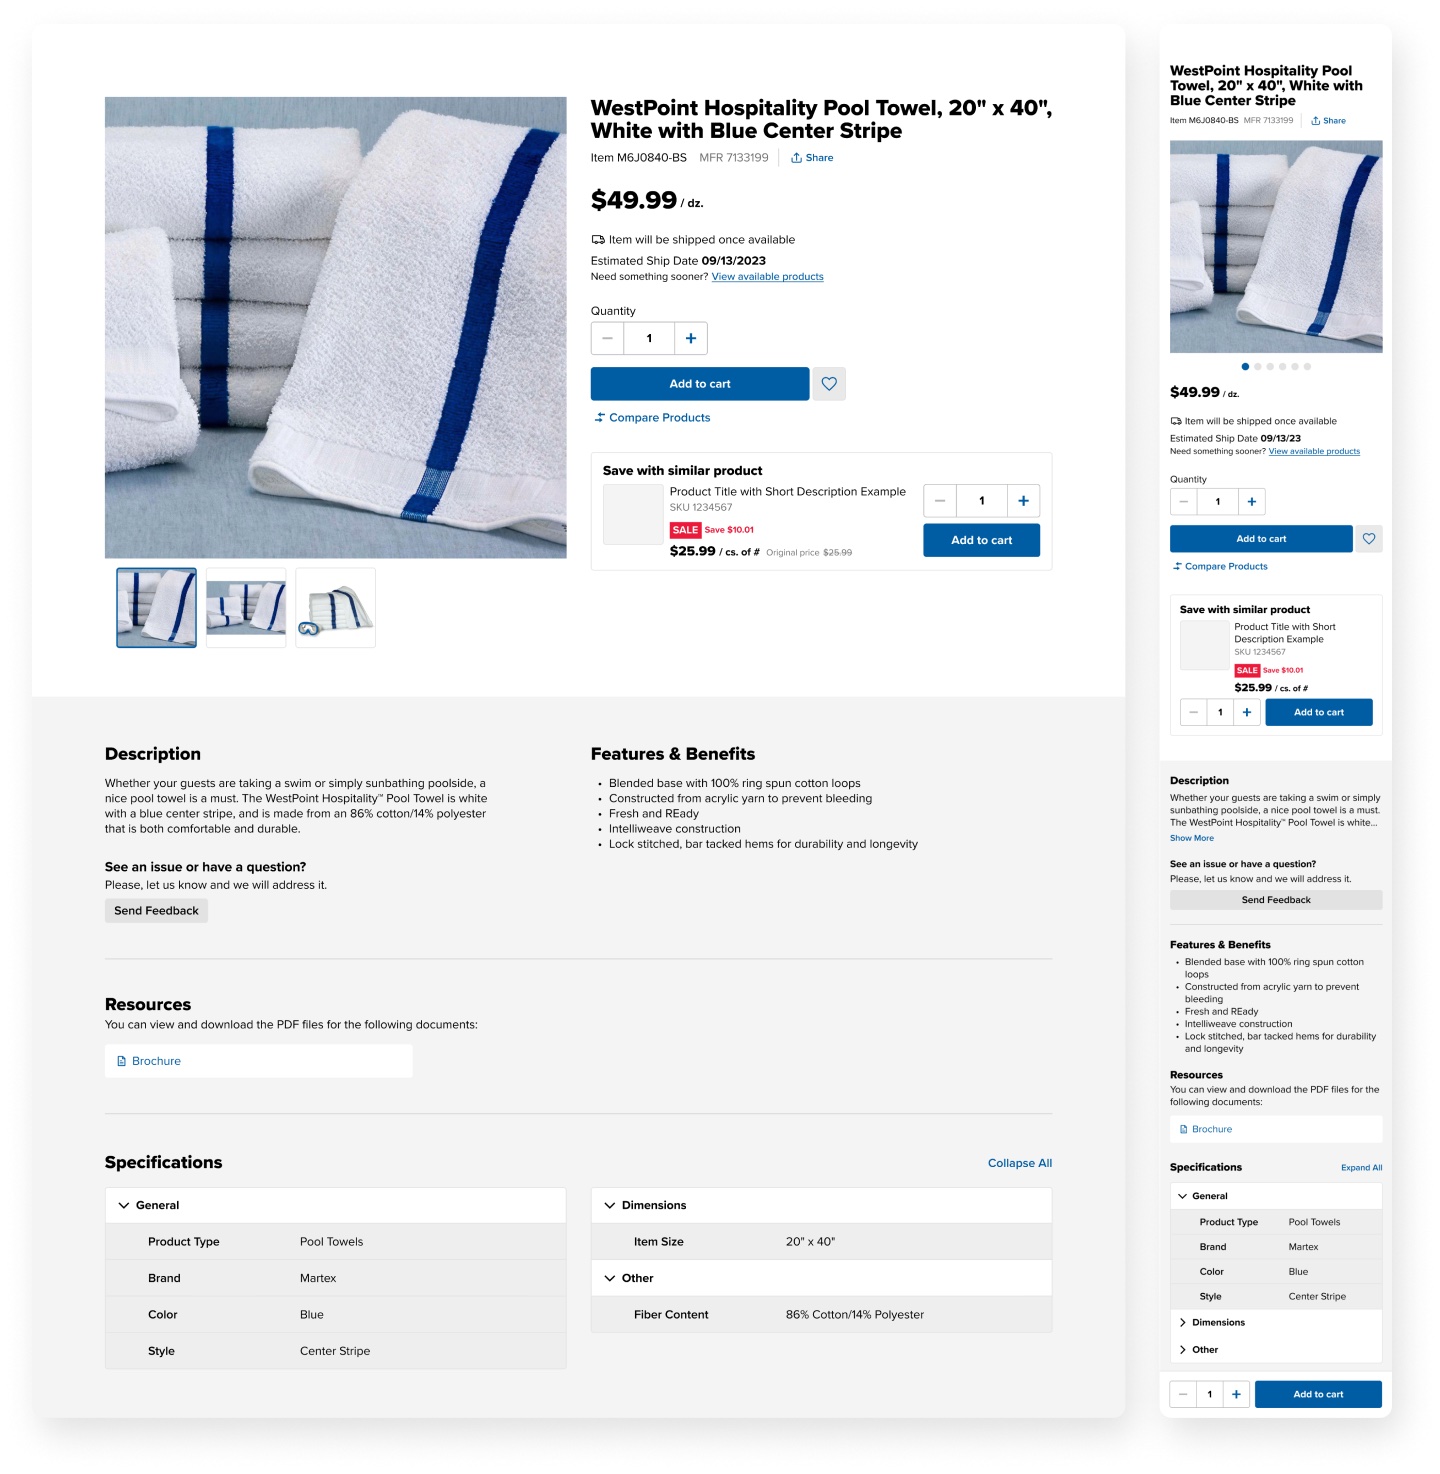 WestPoint Hospitality Pool Towel, 20" x 40",
White with Blue Center Stripe
Item M6J0840-BS MFR 7133199 Share
$49.99 / dz.
Item will be shipped once available
Estimated Ship Date 09/13/2023
Need something sooner? View available products
Quantity
1
Add to cart
Compare Products
Save with similar product
Product Title with Short Description Example
SKU 1234567
SALE Save $10.01
$25.99 / cs. of # Original price $25.99
1
Add to cart
Description
Whether your guests are taking a swim or simply sunbathing poolside, a
nice pool towel is a must. The WestPoint Hospitality™ Pool Towel is white
with a blue center stripe, and is made from an 86% cotton/14% polyester
that is both comfortable and durable.
See an issue or have a question?
Please, let us know and we will address it.
Send Feedback
Features & Benefits
• Blended base with 100% ring spun cotton loops
• Constructed from acrylic yarn to prevent bleeding
• Fresh and REady
• Intelliweave construction
• Lock stitched, bar tacked hems for durability and longevity
Resources
You can view and download the PDF files for the following documents:
Brochure
Specifications
Collapse All
General
Product Type Pool Towels
Brand Martex
Color Blue
Style Center Stripe
Dimensions
Item Size 20" x 40"
Other
Fiber Content 86% Cotton/14% Polyester
WestPoint Hospitality Pool
Towel, 20" x 40", White with
Blue Center Stripe
Item M6J0840-BS MFR 7133199 Share
$49.99 / dz.
Item will be shipped once available
Estimated Ship Date 09/13/23
Need something sooner? View available products
Quantity
1
Add to cart
Compare Products
Save with similar product
Product Title with Short
Description Example
SKU 1234567
SALE Save $10.01
$25.99 / cs. of #
1 Add to cart
Description
Whether your guests are taking a swim or simply
sunbathing poolside, a nice pool towel is a must.
The WestPoint Hospitality™ Pool Towel is white...
Show More
See an issue or have a question?
Please, let us know and we will address it.
Send Feedback
Features & Benefits
• Blended base with 100% ring spun cotton
loops
• Constructed from acrylic yarn to prevent
bleeding
• Fresh and REady
• Intelliweave construction
• Lock stitched, bar tacked hems for durability
and longevity
Resources
You can view and download the PDF files for the
following documents:
Brochure
Specifications Expand All
General
Product Type Pool Towels
Brand Martex
Color Blue
Style Center Stripe
Dimensions
Other
1 Add to cart